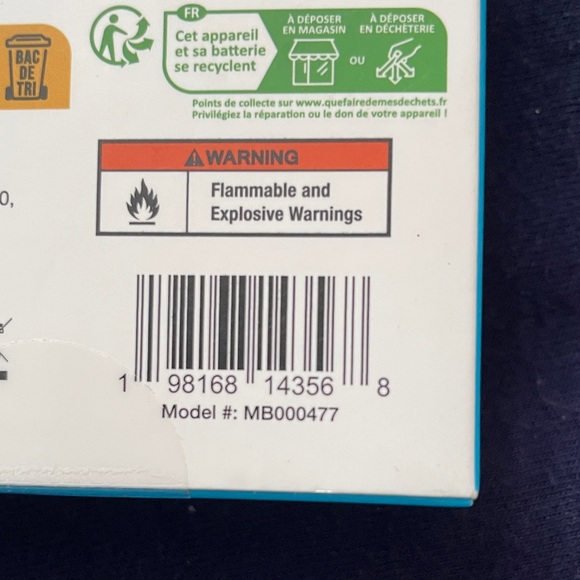 BAC
DE
TRI
FR
Cet appareil
et sa batterie
se recyclent
À DÉPOSER
EN MAGASIN
OU
À DÉPOSER
EN DÉCHÈTERIE
Points de collecte sur www.quefairedemesdechets.fr
Privilégiez la réparation ou le don de votre appareil !
WARNING
Flammable and
Explosive Warnings
0,
1 98168 14356 8
Model #: MB000477